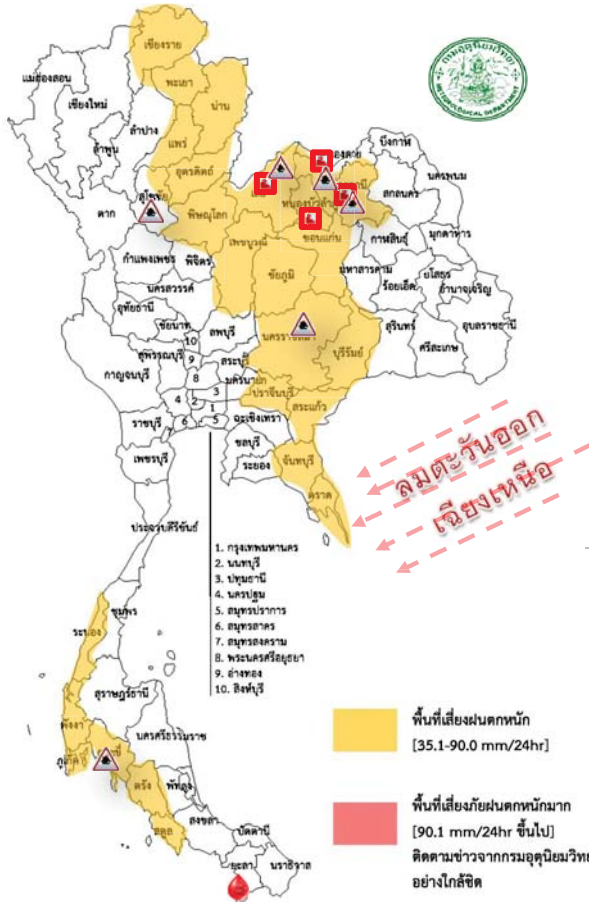 เชียงราย
แม่ฮ่องสอน
เชียงใหม่
พะเยา
น่าน
ลำปาง
ลำพูน
แพร่
อุตรดิตถ์
ตาก
พิษณุโลก
บึงกาฬ
นครพนม
สกลนคร
หนองบัวลำภู
ขอนแก่น
กาฬสินธุ์
มุกดาหาร
เพชรบูรณ์
กำแพงเพชร
พิจิตร
ชัยภูมิ
มหาสารคาม
ร้อยเอ็ด
ยโสธร
อำนาจเจริญ
นครสวรรค์
อุทัยธานี
ชัยนาท
ลพบุรี
สุรินทร์
ศรีสะเกษ
อุบลราชธานี
บุรีรัมย์
สุพรรณบุรี
สระบุรี
กาญจนบุรี
นครนายก
ปราจีนบุรี
สระแก้ว
10
9
8
4
3
2
1
5
6
7
ราชบุรี
ฉะเชิงเทรา
ชลบุรี
ระยอง
จันทบุรี
ตราด
เพชรบุรี
ประจวบคีรีขันธ์
ลมตะวันออก
เฉียงเหนือ
1. กรุงเทพมหานคร
2. นนทบุรี
3. ปทุมธานี
4. นครปฐม
5. สมุทรปราการ
6. สมุทรสาคร
7. สมุทรสงคราม
8. พระนครศรีอยุธยา
9. อ่างทอง
10. สิงห์บุรี
ชุมพร
ระนอง
สุราษฎร์ธานี
พังงา
นครศรีธรรมราช
ภูเก็ต
ตรัง
พัทลุง
สตูล
สงขลา
ปัตตานี
ยะลา
นราธิวาส
พื้นที่เสี่ยงฝนตกหนัก
[35.1-90.0 mm/24hr]
พื้นที่เสี่ยงภัยฝนตกหนักมาก
[90.1 mm/24hr ขึ้นไป]
ติดตามข่าวจากกรมอุตุนิยมวิทย
อย่างใกล้ชิด
กรมอุตุนิยมวิทยา
METEOROLOGICAL DEPARTMENT